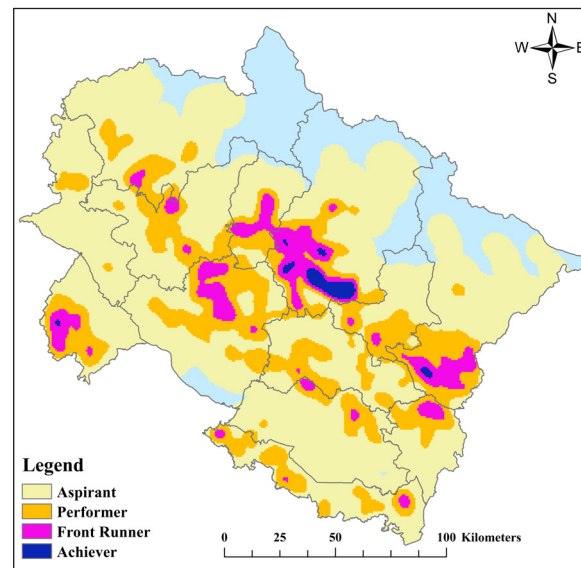 N
W E
S
Legend
Aspirant
Performer
Front Runner
Achiever
0 25 50 100 Kilometers